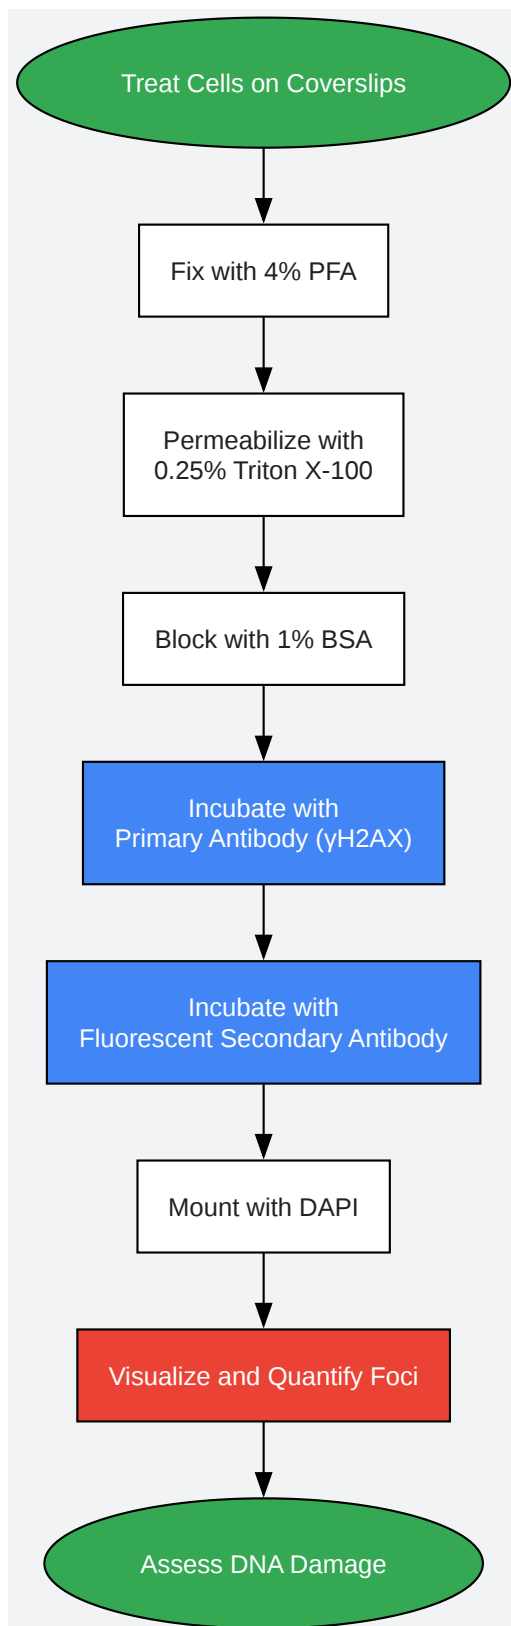 Treat Cells on Coverslips
Fix with 4% PFA
Permeabilize with
0.25% Triton X-100
Block with 1% BSA
Incubate with
Primary Antibody (γH2AX)
Incubate with
Fluorescent Secondary Antibody
Mount with DAPI
Visualize and Quantify Foci
Assess DNA Damage